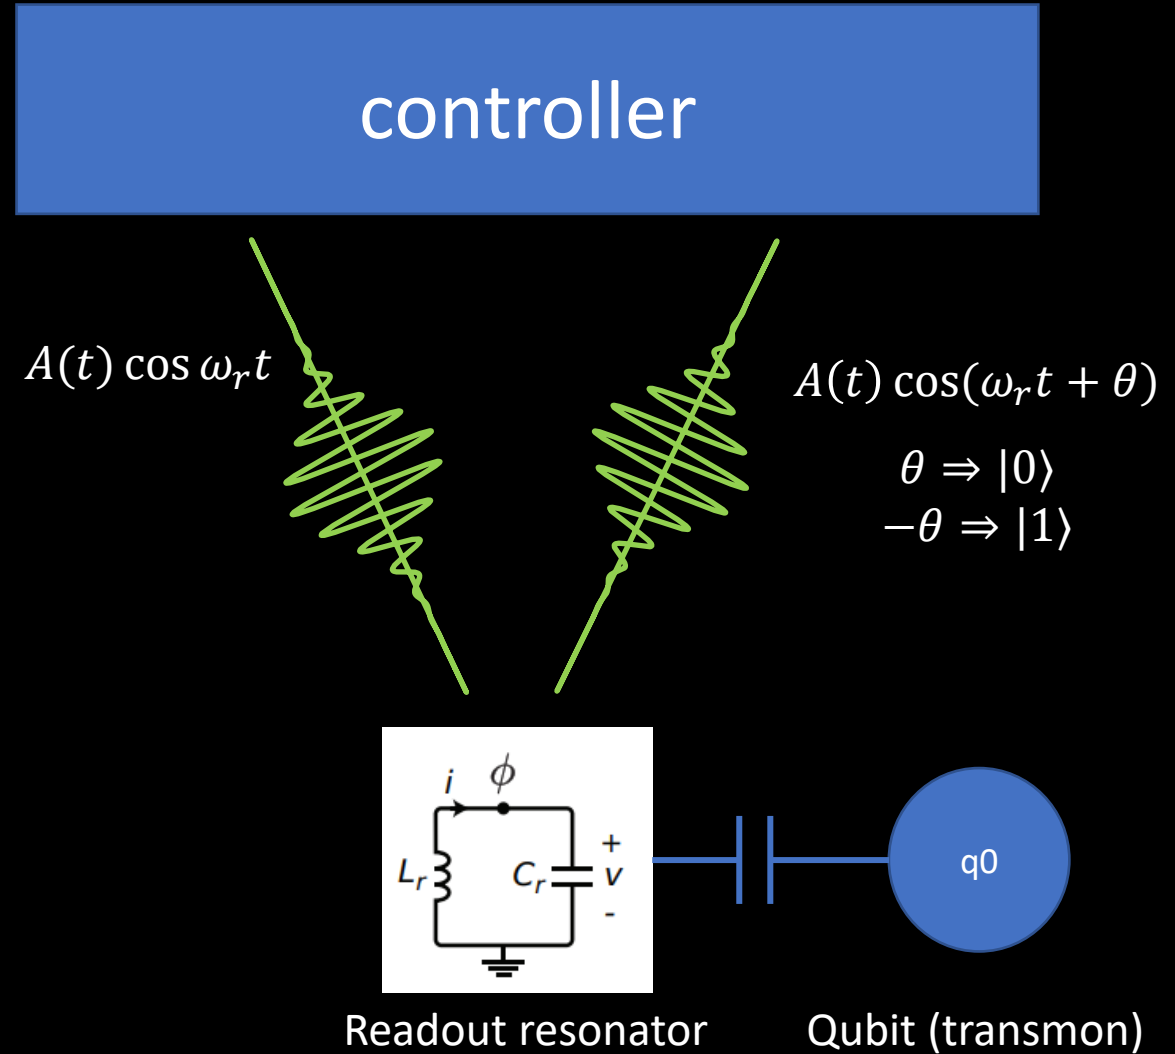 controller
A(t) cos ω_r t
A(t) cos(ω_r t + θ)
θ ⇒ |0⟩
−θ ⇒ |1⟩
i ϕ
L_r C_r + v -
q0
Readout resonator
Qubit (transmon)